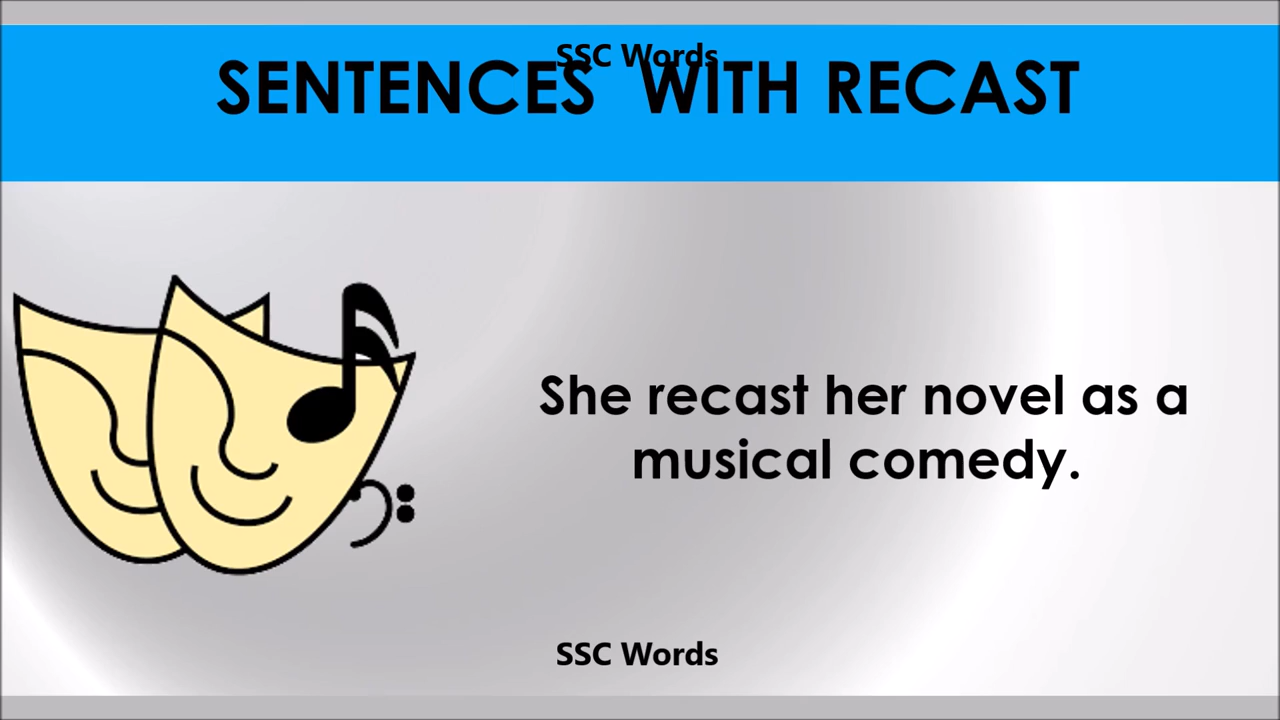 SSC Words
SENTENCES WITH RECAST
She recast her novel as a
musical comedy.
SSC Words